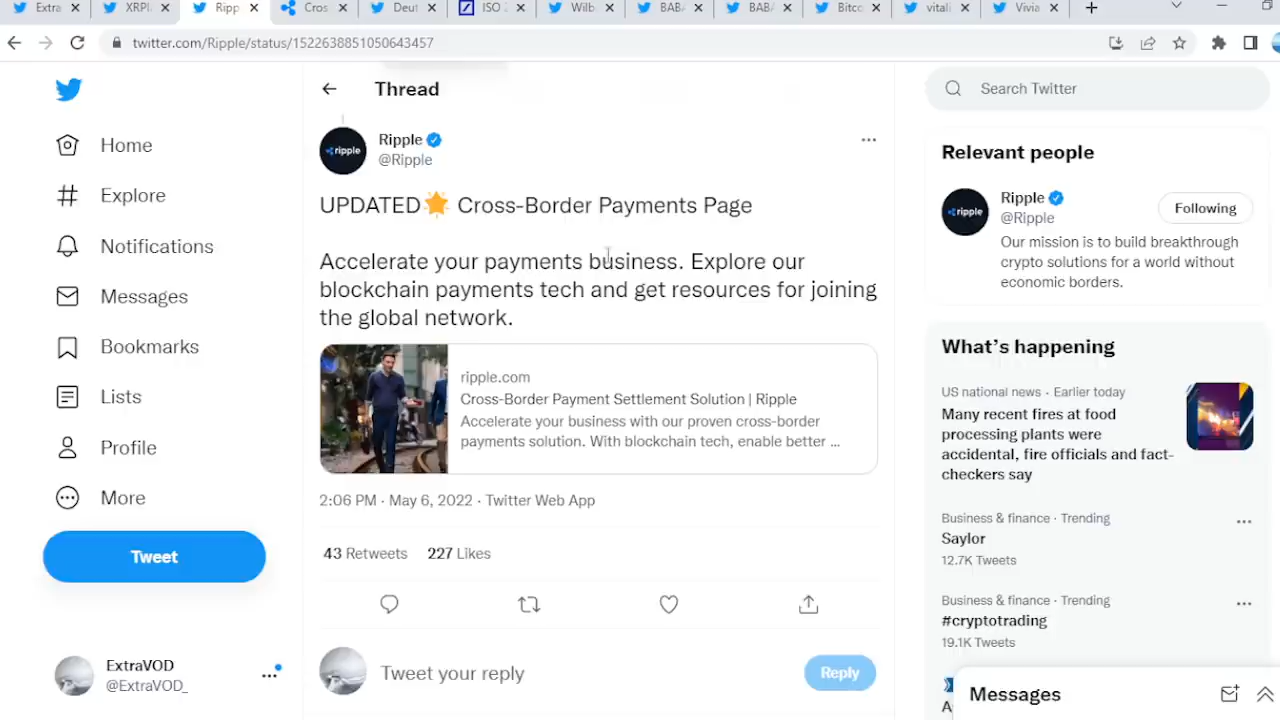 Extra
XRPL
Ripp
Cros
Deut
ISO 2
Wilb
BABA
BABA
Bitco
vitali
Vivia
twitter.com/Ripple/status/1522638851050643457
Home
Explore
Notifications
Messages
Bookmarks
Lists
Profile
More
Tweet
ExtraVOD
@ExtraVOD_
Thread
ripple
Ripple
@Ripple
UPDATED🌟 Cross-Border Payments Page
Accelerate your payments business. Explore our
blockchain payments tech and get resources for joining
the global network.
ripple.com
Cross-Border Payment Settlement Solution | Ripple
Accelerate your business with our proven cross-border
payments solution. With blockchain tech, enable better ...
2:06 PM · May 6, 2022 · Twitter Web App
43 Retweets 227 Likes
Tweet your reply
Reply
Search Twitter
Relevant people
ripple
Ripple
@Ripple
Following
Our mission is to build breakthrough
crypto solutions for a world without
economic borders.
What's happening
US national news · Earlier today
Many recent fires at food
processing plants were
accidental, fire officials and fact-
checkers say
Business & finance · Trending
Saylor
12.7K Tweets
Business & finance · Trending
#cryptotrading
19.1K Tweets
Messages